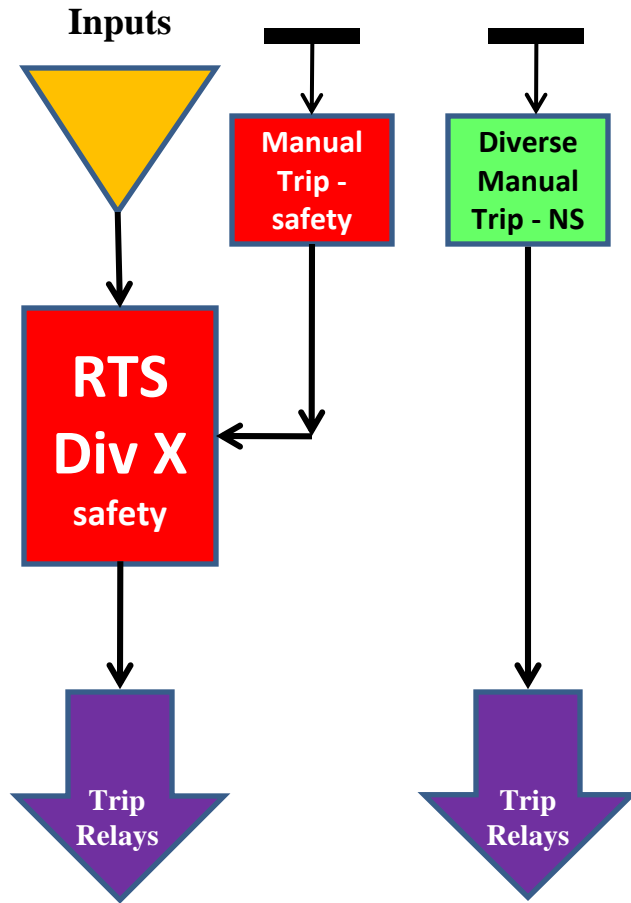 Inputs
Manual
Trip -
safety
Diverse
Manual
Trip - NS
RTS
Div X
safety
Trip
Relays
Trip
Relays